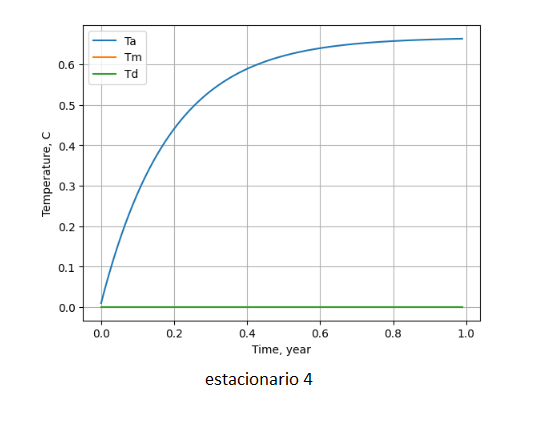 Ta
Tm
Td
0.6
0.5
0.4
0.3
0.2
0.1
0.0
Temperature, C
0.0 0.2 0.4 0.6 0.8 1.0
Time, year
estacionario 4